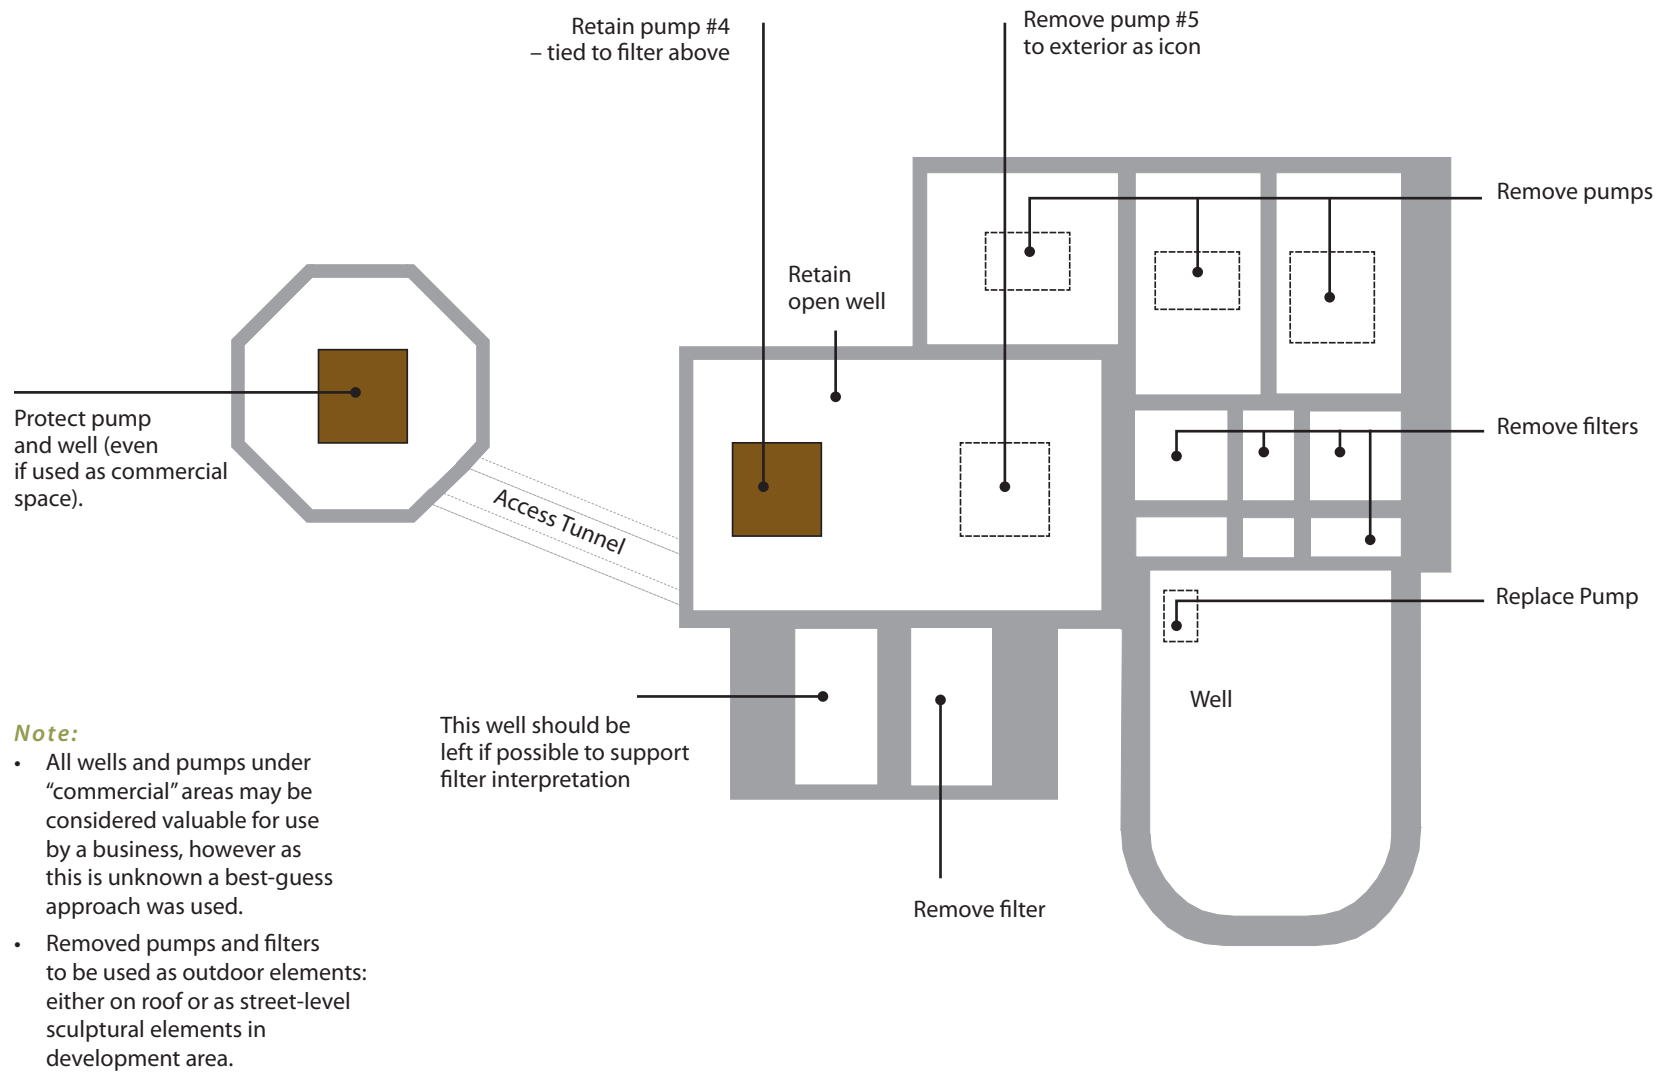 Retain pump #4
– tied to filter above
Remove pump #5
to exterior as icon
Remove pumps
Retain
open well
Protect pump
and well (even
if used as commercial
space).
Access Tunnel
Remove filters
Replace Pump
Well
This well should be
left if possible to support
filter interpretation
Remove filter
Note:
• All wells and pumps under
“commercial” areas may be
considered valuable for use
by a business, however as
this is unknown a best-guess
approach was used.
• Removed pumps and filters
to be used as outdoor elements:
either on roof or as street-level
sculptural elements in
development area.